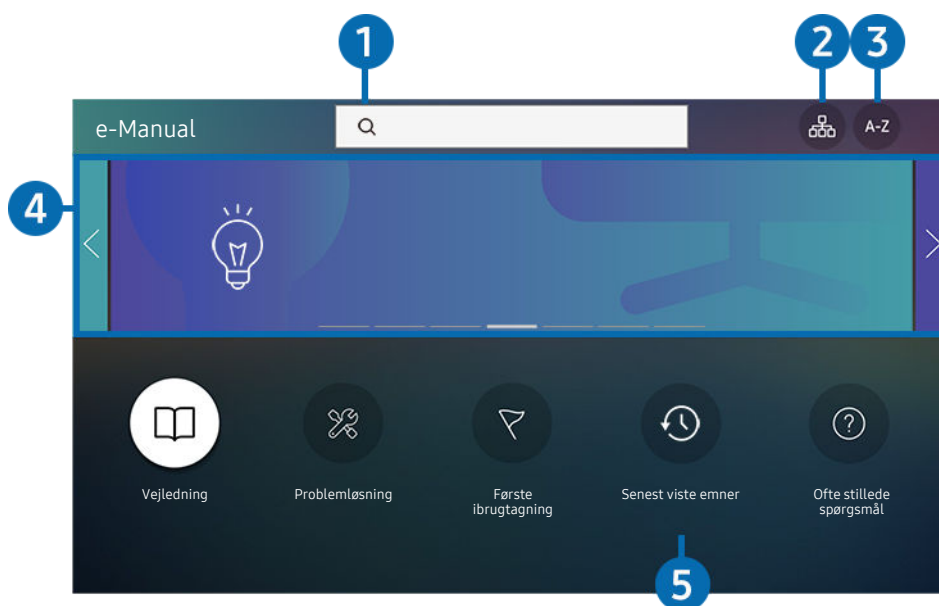 1
2
3
e-Manual
A-Z
4
Vejledning
Problemløsning
Første
ibrugtagning
Senest viste emner
Ofte stillede
spørgsmål
5